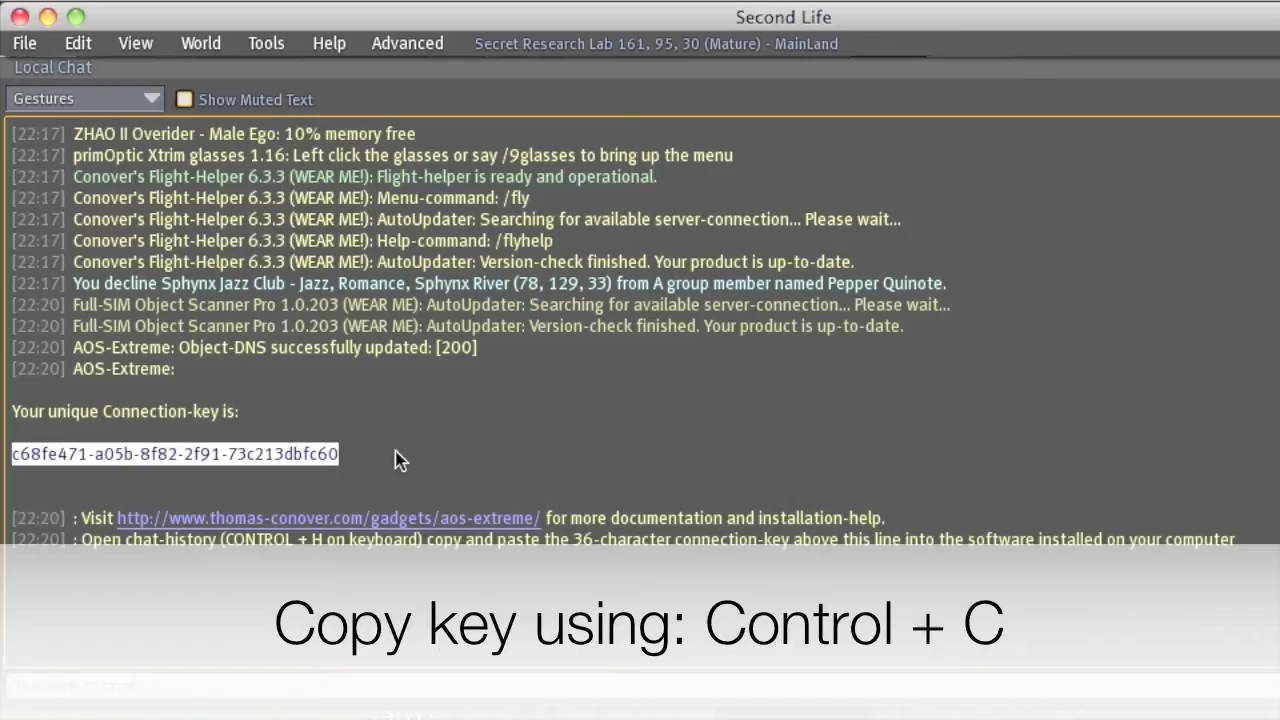 Second Life
File Edit View World Tools Help Advanced Secret Research Lab 161, 95, 30 (Mature) - MainLand
Local Chat
Gestures Show Muted Text
[22:17] ZHAO II Overider - Male Ego: 10% memory free
[22:17] primOptic Xtrim glasses 1.16: Left click the glasses or say /9glasses to bring up the menu
[22:17] Conover's Flight-Helper 6.3.3 (WEAR ME!): Flight-helper is ready and operational.
[22:17] Conover's Flight-Helper 6.3.3 (WEAR ME!): Menu-command: /fly
[22:17] Conover's Flight-Helper 6.3.3 (WEAR ME!): AutoUpdater: Searching for available server-connection... Please wait...
[22:17] Conover's Flight-Helper 6.3.3 (WEAR ME!): Help-command: /flyhelp
[22:17] Conover's Flight-Helper 6.3.3 (WEAR ME!): AutoUpdater: Version-check finished. Your product is up-to-date.
[22:17] You decline Sphynx Jazz Club - Jazz, Romance, Sphynx River (78, 129, 33) from A group member named Pepper Quinote.
[22:20] Full-SIM Object Scanner Pro 1.0.203 (WEAR ME): AutoUpdater: Searching for available server-connection... Please wait...
[22:20] Full-SIM Object Scanner Pro 1.0.203 (WEAR ME): AutoUpdater: Version-check finished. Your product is up-to-date.
[22:20] AOS-Extreme: Object-DNS successfully updated: [200]
[22:20] AOS-Extreme:
Your unique Connection-key is:
c68fe471-a05b-8f82-2f91-73c213dbfc60
[22:20] : Visit http://www.thomas-conover.com/gadgets/aos-extreme/ for more documentation and installation-help.
[22:20] : Open chat-history (CONTROL + H on keyboard) copy and paste the 36-character connection-key above this line into the software installed on your computer
Copy key using: Control + C